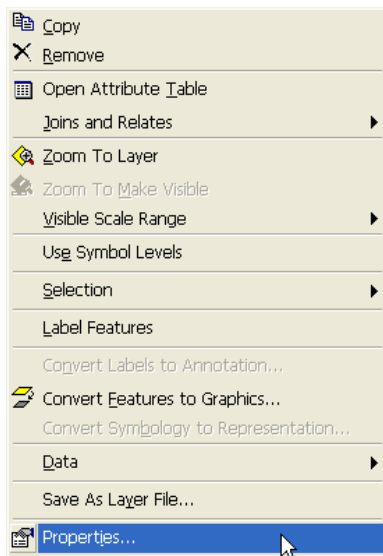 Copy
Remove
Open Attribute Table
Joins and Relates
Zoom To Layer
Zoom To Make Visible
Visible Scale Range
Use Symbol Levels
Selection
Label Features
Convert Labels to Annotation...
Convert Features to Graphics...
Convert Symbology to Representation...
Data
Save As Layer File...
Properties...